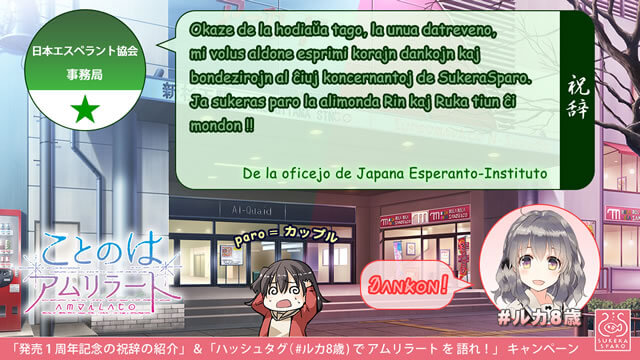 日本エスペラント協会
事務局
Okaze de la hodiaŭa tago, la unua datreveno,
mi volus aldone esprimi korajn dankojn kaj
bondezirojn al ĉiuj koncernantoj de SukeraSparo.
Ja sukeras paro la alimonda Rin kaj Ruka tiun ĉi
mondon !!
De la oficejo de Japana Esperanto-Instituto
祝辞
Al-Quaid
paro = カップル
ことのは
アムリラート
AMRILATO
Dankon!
#ルカ8歳
SUKERA
SPARO
「発売1周年記念の祝辞の紹介」 & 「ハッシュタグ(#ルカ8歳) で アムリラート を 語れ!」 キャンペーン